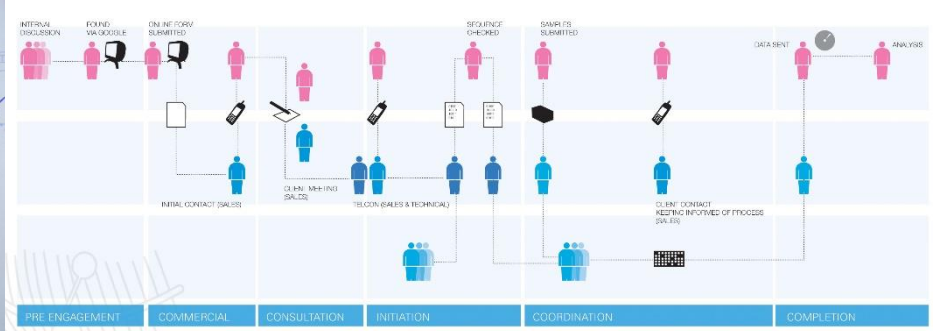 INTERNAL
DISCUSSION
FOUND
VIA GOOGLE
ONLINE FORM
SUBMITTED
SEQUENCE
CHECKED
SAMPLES
SUBMITTED
DATA SENT
ANALYSIS
INITIAL CONTACT (SALES)
CLIENT MEETING
(SALES)
TELCON (SALES & TECHNICAL)
CLIENT CONTACT
KEEPING INFORMED OF PROCESS
(SALES)
PRE ENGAGEMENT
COMMERCIAL
CONSULTATION
INITIATION
COORDINATION
COMPLETION